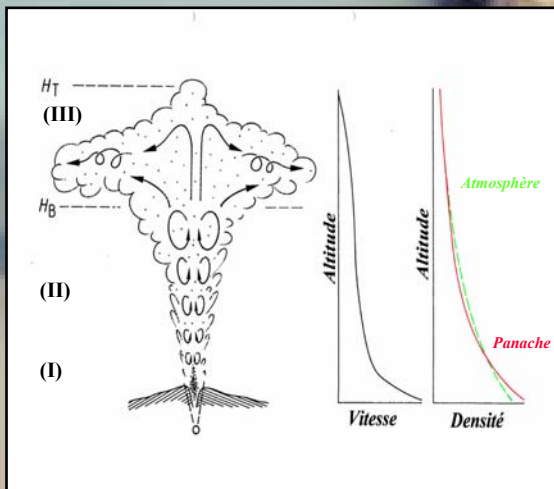 H_T
(III)
H_B
(II)
(I)
Altitude
Vitesse
Altitude
Atmosphère
Panache
Densité